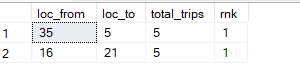 loc_from loc_to total_trips rnk
1 35 5 5 1
2 16 21 5 1